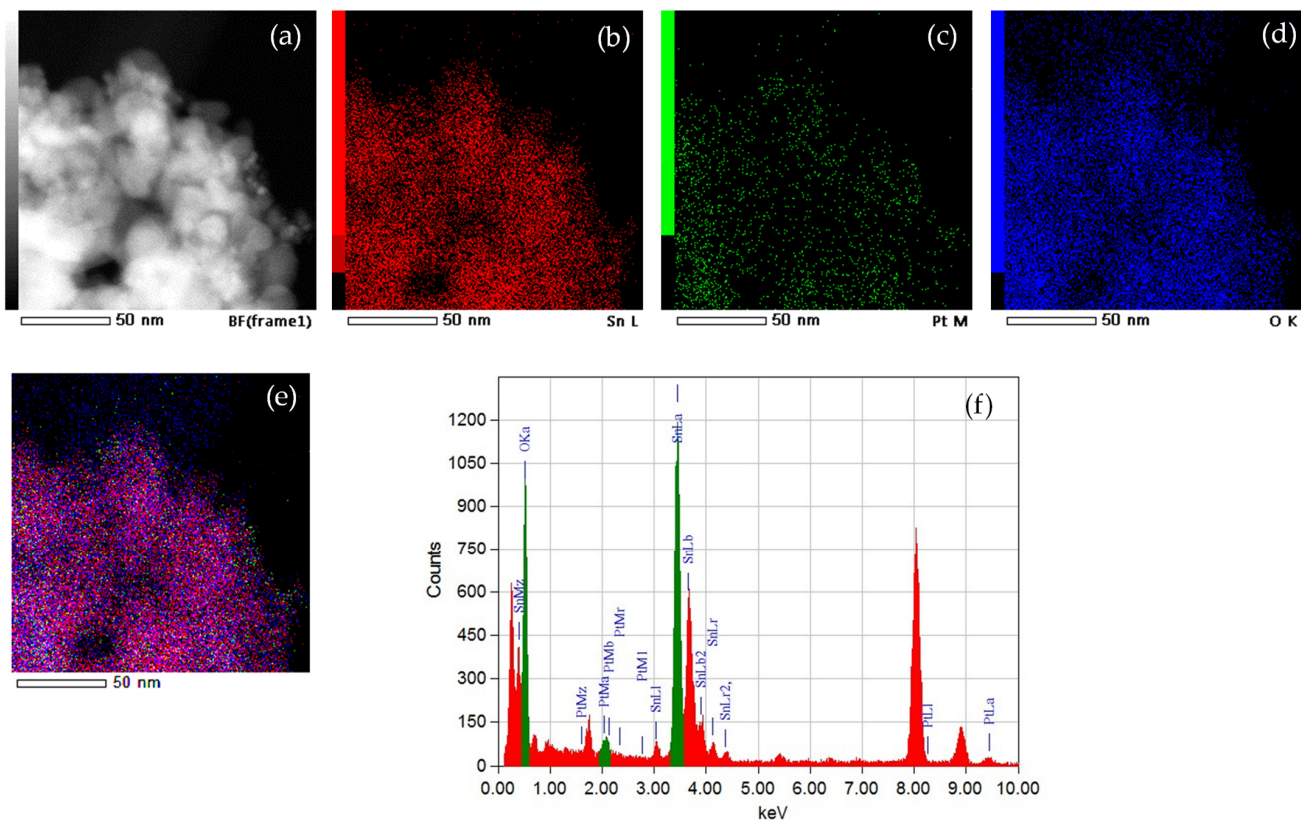 (a)
(b)
(c)
(d)
50 nm BF(frame1)
50 nm Sn L
50 nm Pt M
50 nm O K
(e)
50 nm
(f)
Counts
1200
1050
900
750
600
450
300
150
0
SnMz
OKa
PtMz
PtMa
PtMb
PtMr
PtM1
SnLl
SnLa
SnLb
SnLb2
SnLr
SnLr2,
PtLl
PtLa
0.00 1.00 2.00 3.00 4.00 5.00 6.00 7.00 8.00 9.00 10.00
keV